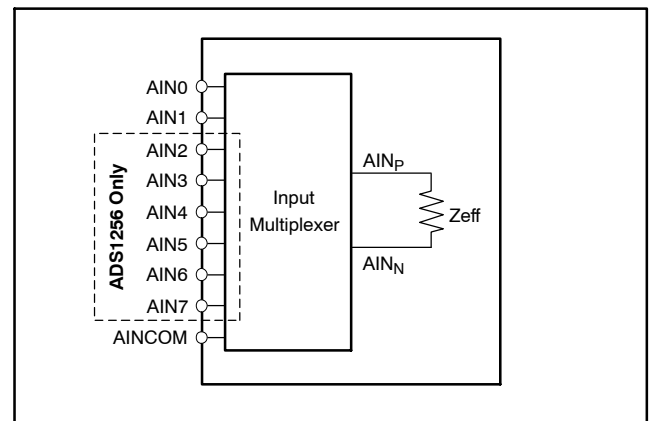 AIN0
AIN1
AIN2
AIN3
AIN4
AIN5
AIN6
AIN7
AINCOM
ADS1256 Only
Input
Multiplexer
AINP
Zeff
AINN